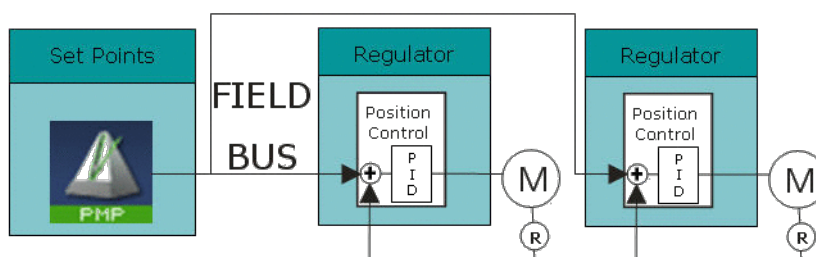 Set Points
PMP
FIELD
BUS
Regulator
Position
Control
P
I
D
M
R
Regulator
Position
Control
P
I
D
M
R